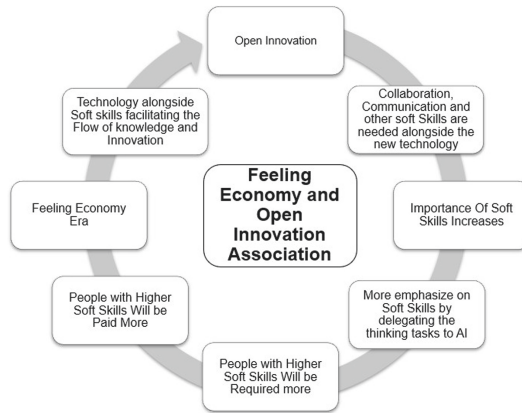 Open Innovation
Collaboration,
Communication and
other soft Skills are
needed alongside the
new technology
Importance Of Soft
Skills Increases
More emphasize on
Soft Skills by
delegating the
thinking tasks to AI
People with Higher
Soft Skills Will be
Required more
People with Higher
Soft Skills Will be
Paid More
Feeling Economy
Era
Technology alongside
Soft skills facilitating the
Flow of knowledge and
Innovation
Feeling
Economy and
Open
Innovation
Association